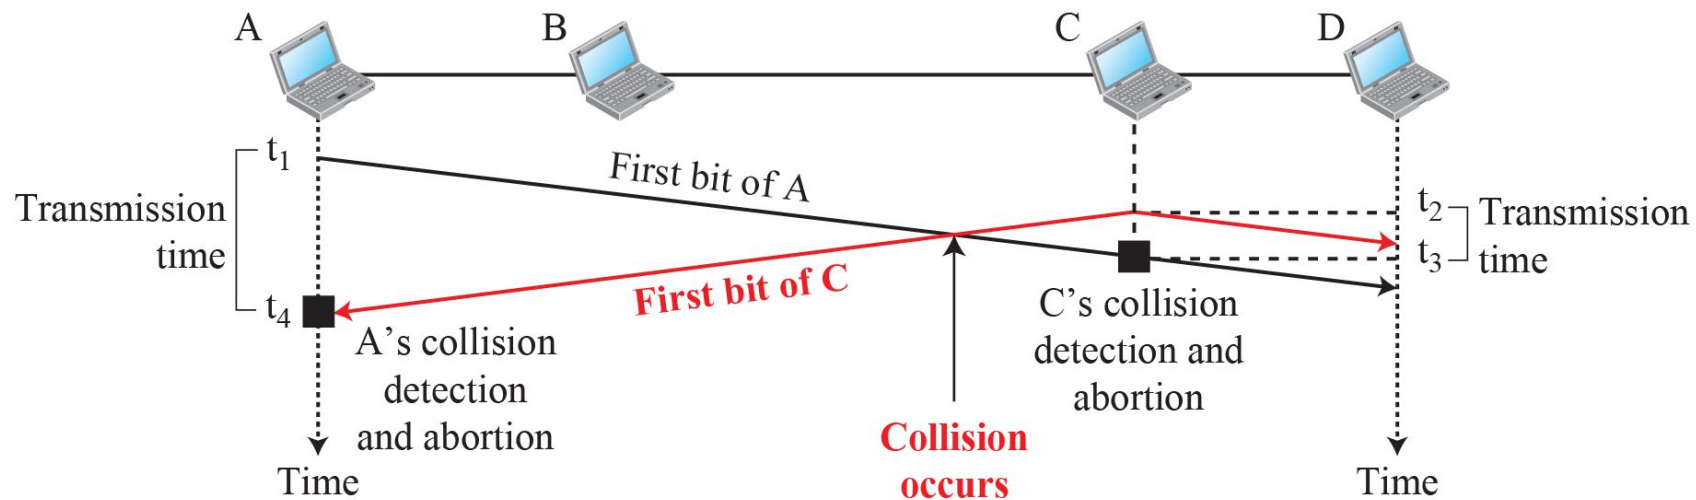 A
B
C
D
t1
First bit of A
t2
Transmission
time
Transmission
time
t3
First bit of C
t4
A’s collision
detection
and abortion
C’s collision
detection and
abortion
Collision
occurs
Time
Time